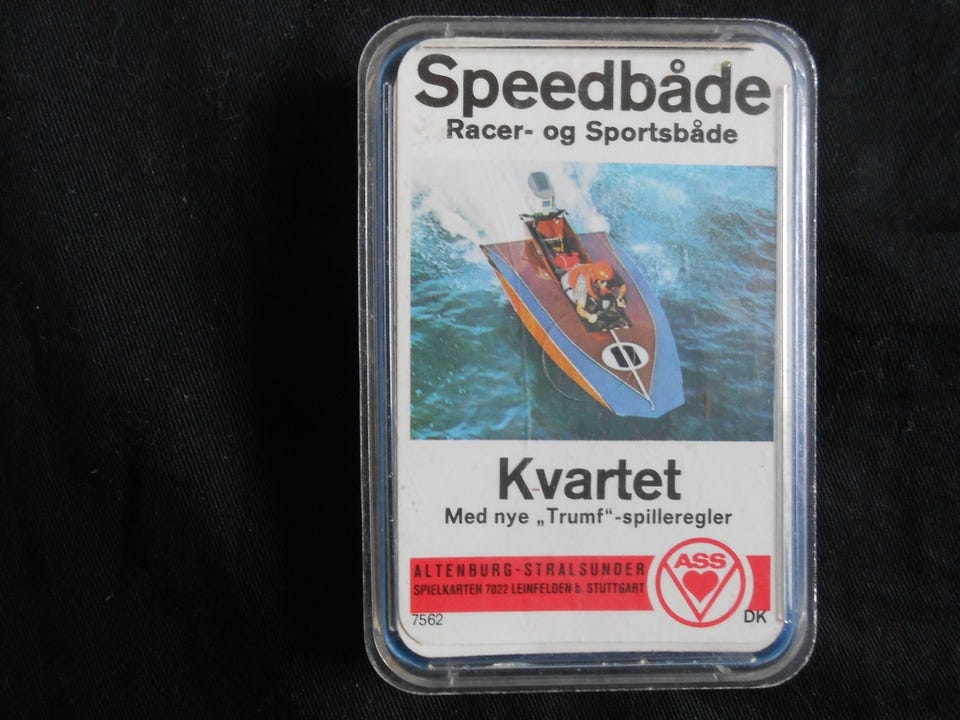 Speedbåde
Racer- og Sportsbåde
Kvartet
Med nye „Trumf“-spilleregler
ALTENBURG-STRALSUNDER
SPIELKARTEN 7022 LEINFELDEN b. STUTTGART
ASS
7562
DK